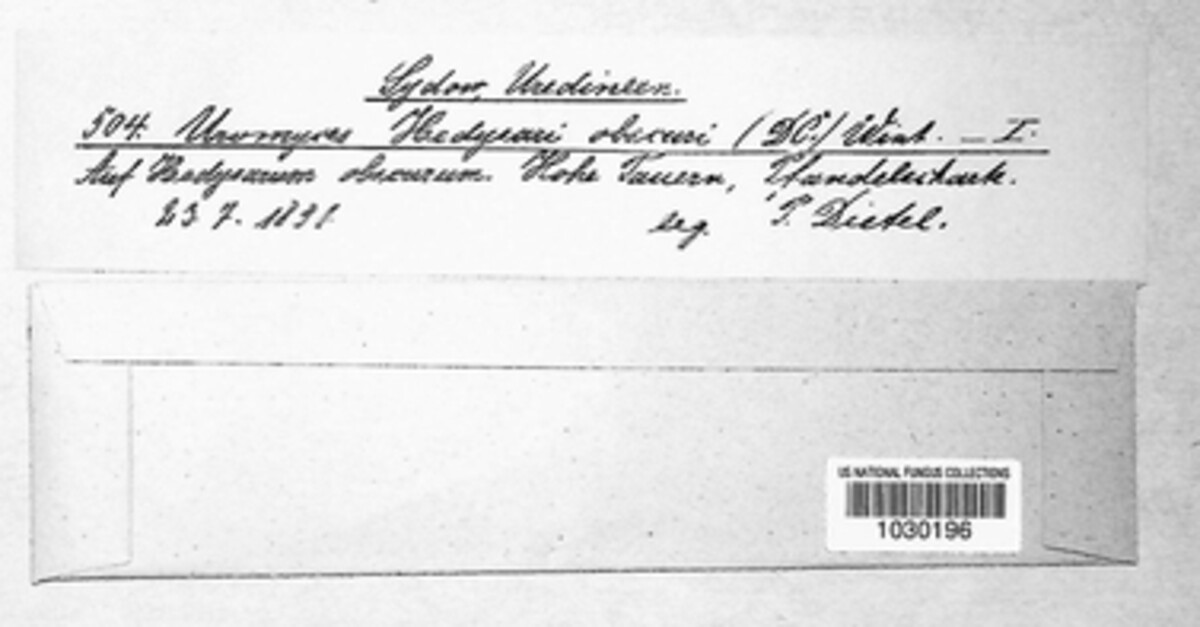 Sydow, Uredineen.
504. Uromyces Hedysari obscuri (DC.) Wint. — I.
Auf Hedysarum obscurum. Hohe Tauern, Pfandelscharte.
23. 7. 1891. leg. P. Dietel.
US NATIONAL FUNGUS COLLECTIONS
1030196